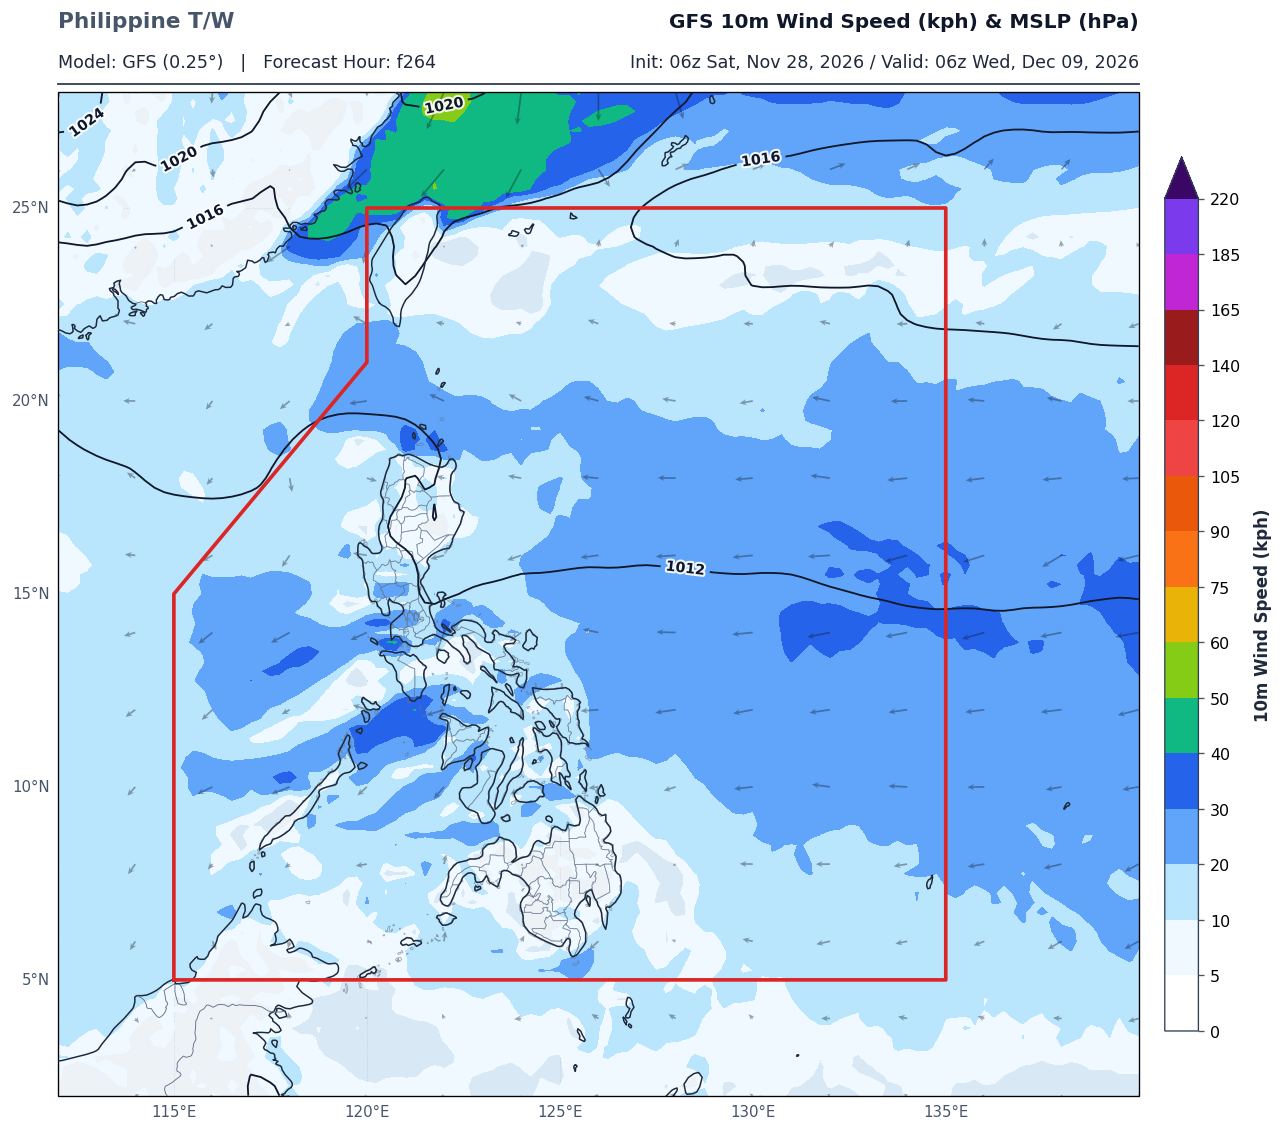 Philippine T/W
GFS 10m Wind Speed (kph) & MSLP (hPa)
Model: GFS (0.25°) | Forecast Hour: f264
Init: 06z Sat, Nov 28, 2026 / Valid: 06z Wed, Dec 09, 2026
1024
1020
1020
1016
1016
1012
25°N
20°N
15°N
10°N
5°N
115°E
120°E
125°E
130°E
135°E
220
185
165
140
120
105
90
75
60
50
40
30
20
10
5
0
10m Wind Speed (kph)